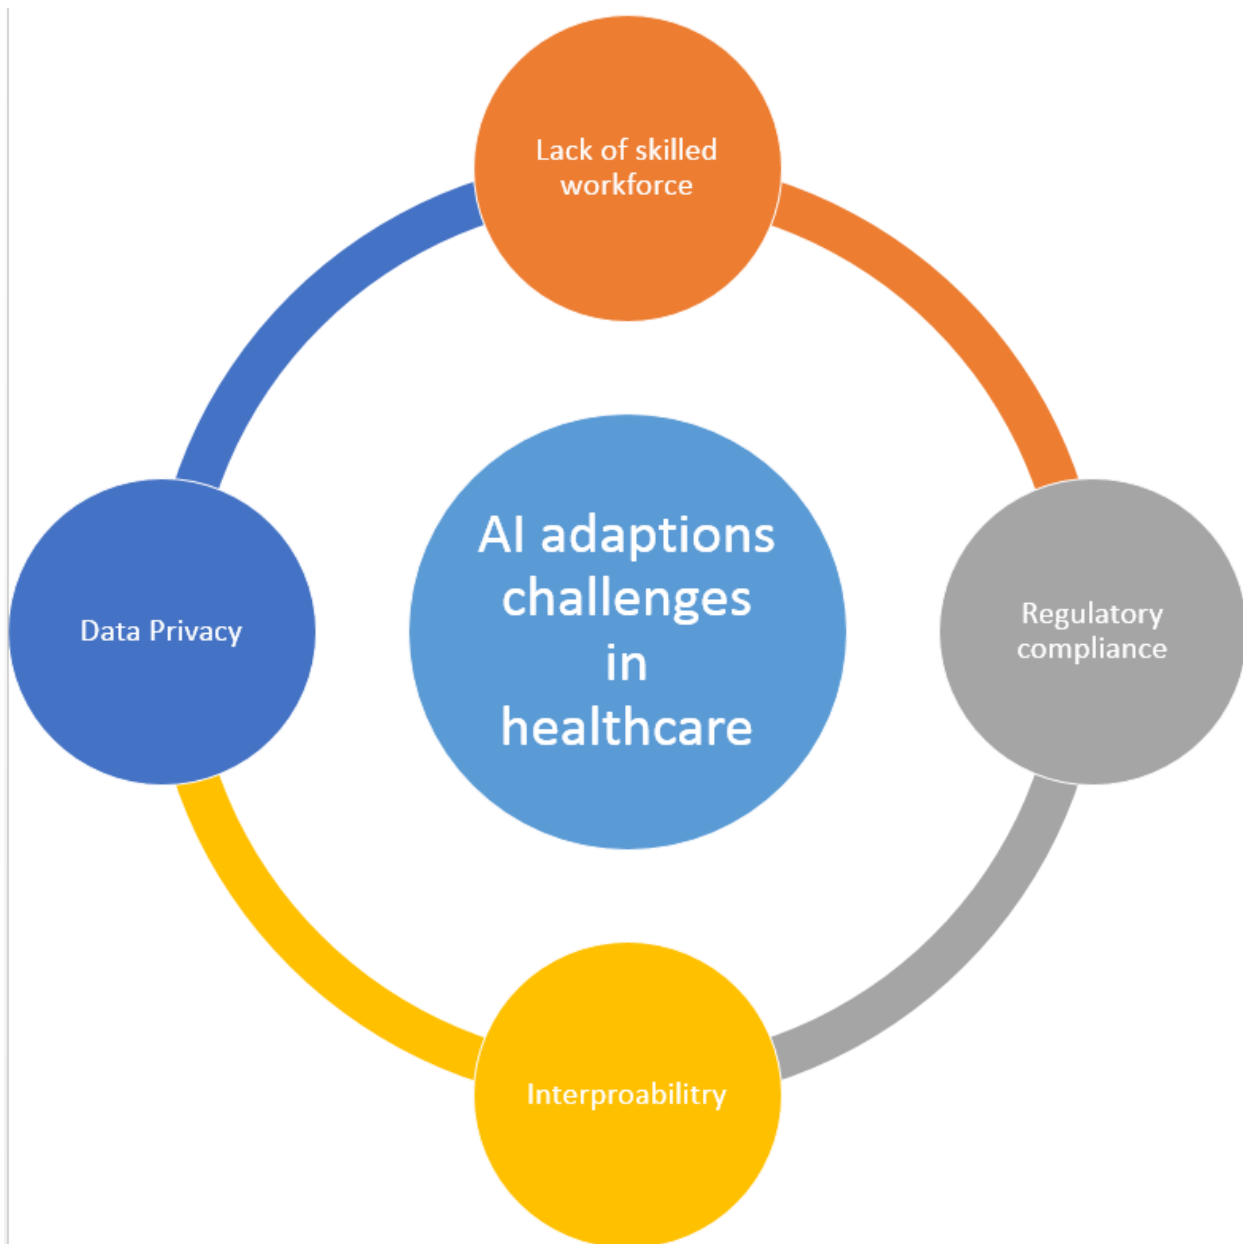 Lack of skilled
workforce
AI adaptions
challenges
in
healthcare
Data Privacy
Regulatory
compliance
Interproabilitry